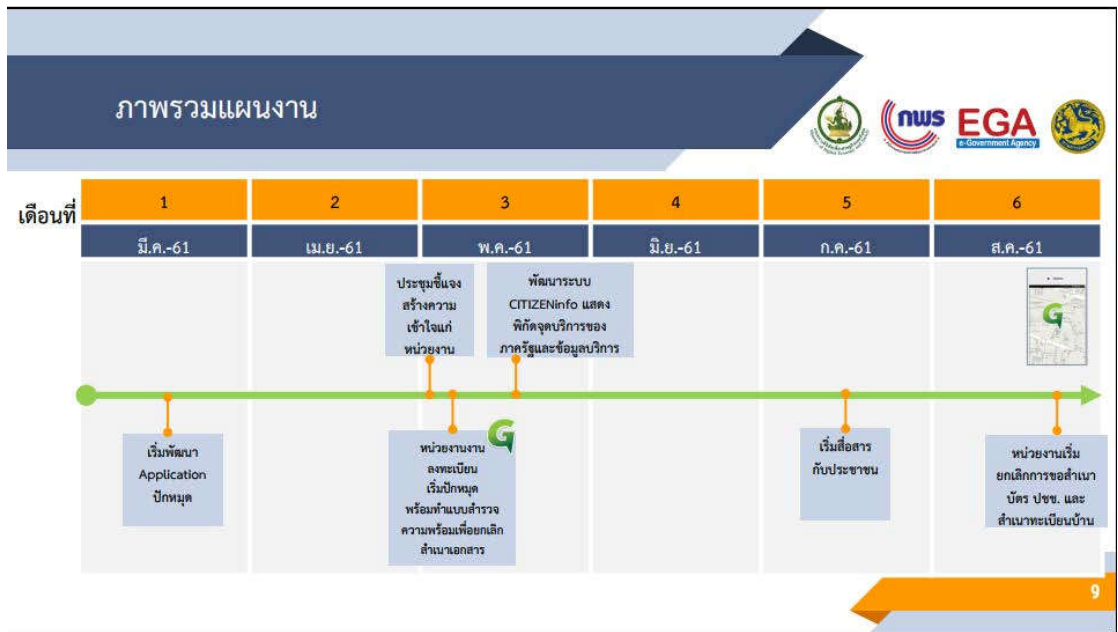 ภาพรวมแผนงาน
กพร
EGA
e-Government Agency
เดือนที่
1
2
3
4
5
6
มี.ค.-61
เม.ย.-61
พ.ค.-61
มิ.ย.-61
ก.ค.-61
ส.ค.-61
ประชุมชี้แจง
สร้างความ
เข้าใจแก่
หน่วยงาน
พัฒนาระบบ
CITIZENinfo แสดง
พิกัดจุดบริการของ
ภาครัฐและข้อมูลบริการ
G
เริ่มพัฒนา
Application
ปักหมุด
G
หน่วยงานงาน
ลงทะเบียน
เริ่มปักหมุด
พร้อมทำแบบสำรวจ
ความพร้อมเพื่อยกเลิก
สำเนาเอกสาร
เริ่มสื่อสาร
กับประชาชน
หน่วยงานเริ่ม
ยกเลิกการขอสำเนา
บัตร ปชช. และ
สำเนาทะเบียนบ้าน
9